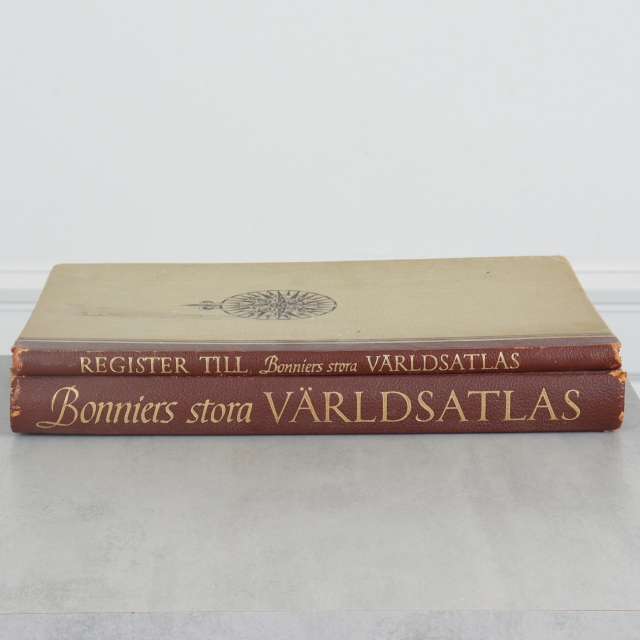 REGISTER TILL Bonniers stora VÄRLDSATLAS
Bonniers stora VÄRLDSATLAS